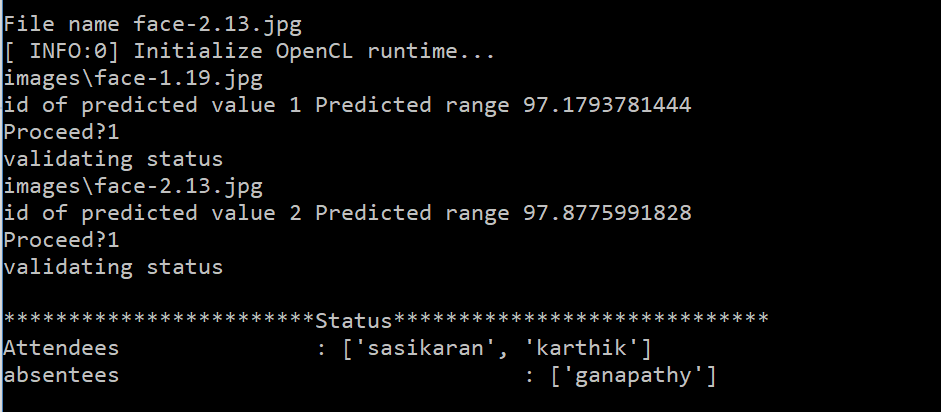 File name face-2.13.jpg
[ INFO:0] Initialize OpenCL runtime...
images\face-1.19.jpg
id of predicted value 1 Predicted range 97.1793781444
Proceed?1
validating status
images\face-2.13.jpg
id of predicted value 2 Predicted range 97.8775991828
Proceed?1
validating status
************************Status*****************************
Attendees               : ['sasikaran', 'karthik']
absentees                               : ['ganapathy']